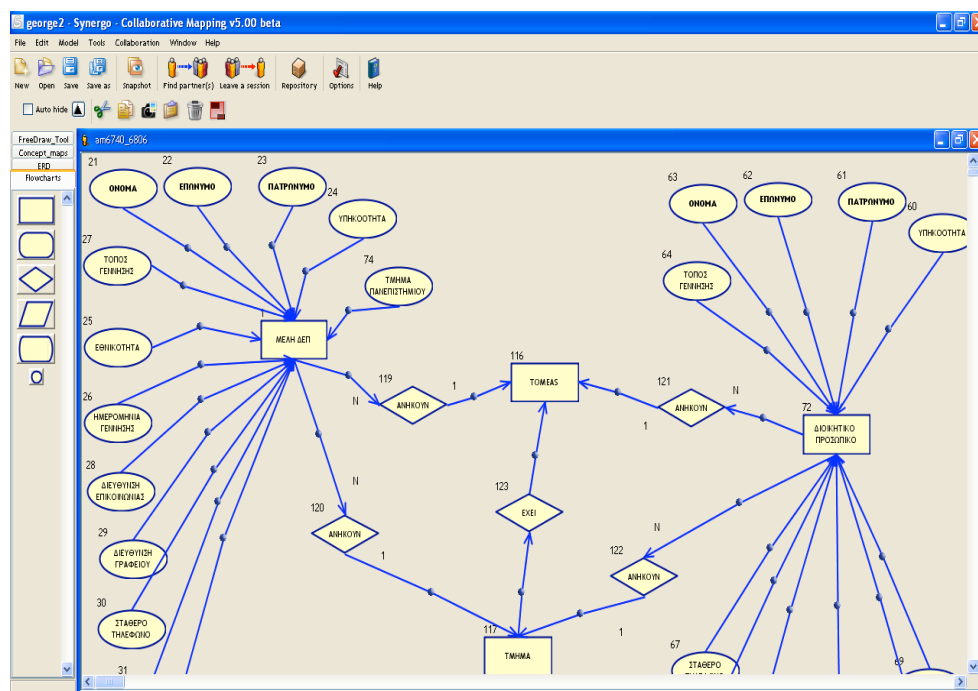 george2 - Synergo - Collaborative Mapping v5.00 beta
File Edit Model Tools Collaboration Window Help
New Open Save Save as Snapshot Find partner(s) Leave a session Repository Options Help
Auto hide
FreeDraw_Tool
Concept_maps
ERD
Flowcharts
am6740_6806
21
ΟΝΟΜΑ
22
ΕΠΩΝΥΜΟ
23
ΠΑΤΡΩΝΥΜΟ
24
ΥΠΗΚΟΟΤΗΤΑ
27
ΤΟΠΟΣ
ΓΕΝΝΗΣΗΣ
74
ΤΜΗΜΑ
ΠΑΝΕΠΙΣΤΗΜΙΟΥ
25
ΕΘΝΙΚΟΤΗΤΑ
1
ΜΕΛΗ ΔΕΠ
26
ΗΜΕΡΟΜΗΝΙΑ
ΓΕΝΝΗΣΗΣ
28
ΔΙΕΥΘΥΝΣΗ
ΕΠΙΚΟΙΝΩΝΙΑΣ
29
ΔΙΕΥΘΥΝΣΗ
ΓΡΑΦΕΙΟΥ
30
ΣΤΑΘΕΡΟ
ΤΗΛΕΦΩΝΟ
31
119
N
ΑΝΗΚΟΥΝ
1
116
ΤΟΜΕΑS
121
N
ΑΝΗΚΟΥΝ
1
120
N
ΑΝΗΚΟΥΝ
1
123
ΕΧΕΙ
122
N
ΑΝΗΚΟΥΝ
1
117
ΤΜΗΜΑ
63
ΟΝΟΜΑ
62
ΕΠΩΝΥΜΟ
61
ΠΑΤΡΩΝΥΜΟ
60
ΥΠΗΚΟΟΤΗΤΑ
64
ΤΟΠΟΣ
ΓΕΝΝΗΣΗΣ
72
ΔΙΟΙΚΗΤΙΚΟ
ΠΡΟΣΩΠΙΚΟ
67
ΣΤΑΘΕΡΟ
69